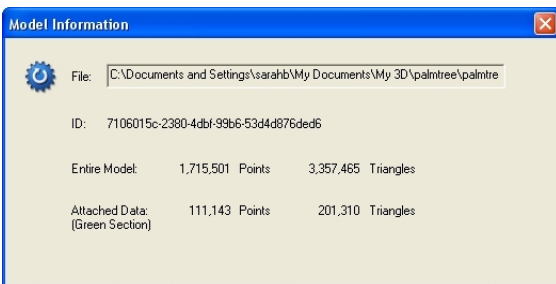 Model Information
File: C:\Documents and Settings\sarahb\My Documents\My 3D\palmtree\palmtre
ID: 7106015c-2380-4dbf-99b6-53d4d876ded6
Entire Model: 1,715,501 Points 3,357,465 Triangles
Attached Data: 111,143 Points 201,310 Triangles
(Green Section)